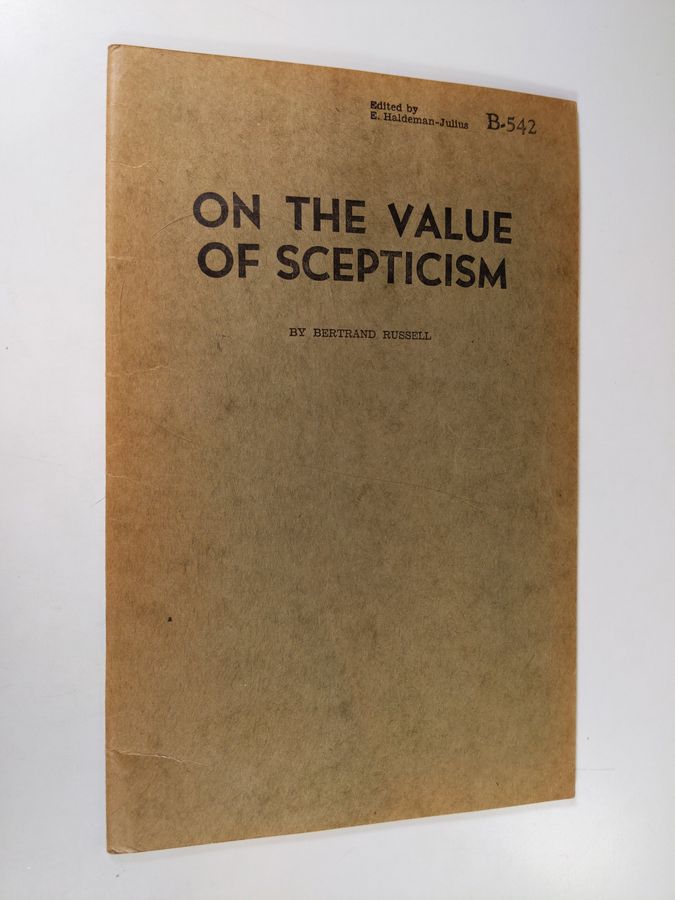 Edited by
E. Haldeman-Julius
B-542
ON THE VALUE
OF SCEPTICISM
BY BERTRAND RUSSELL